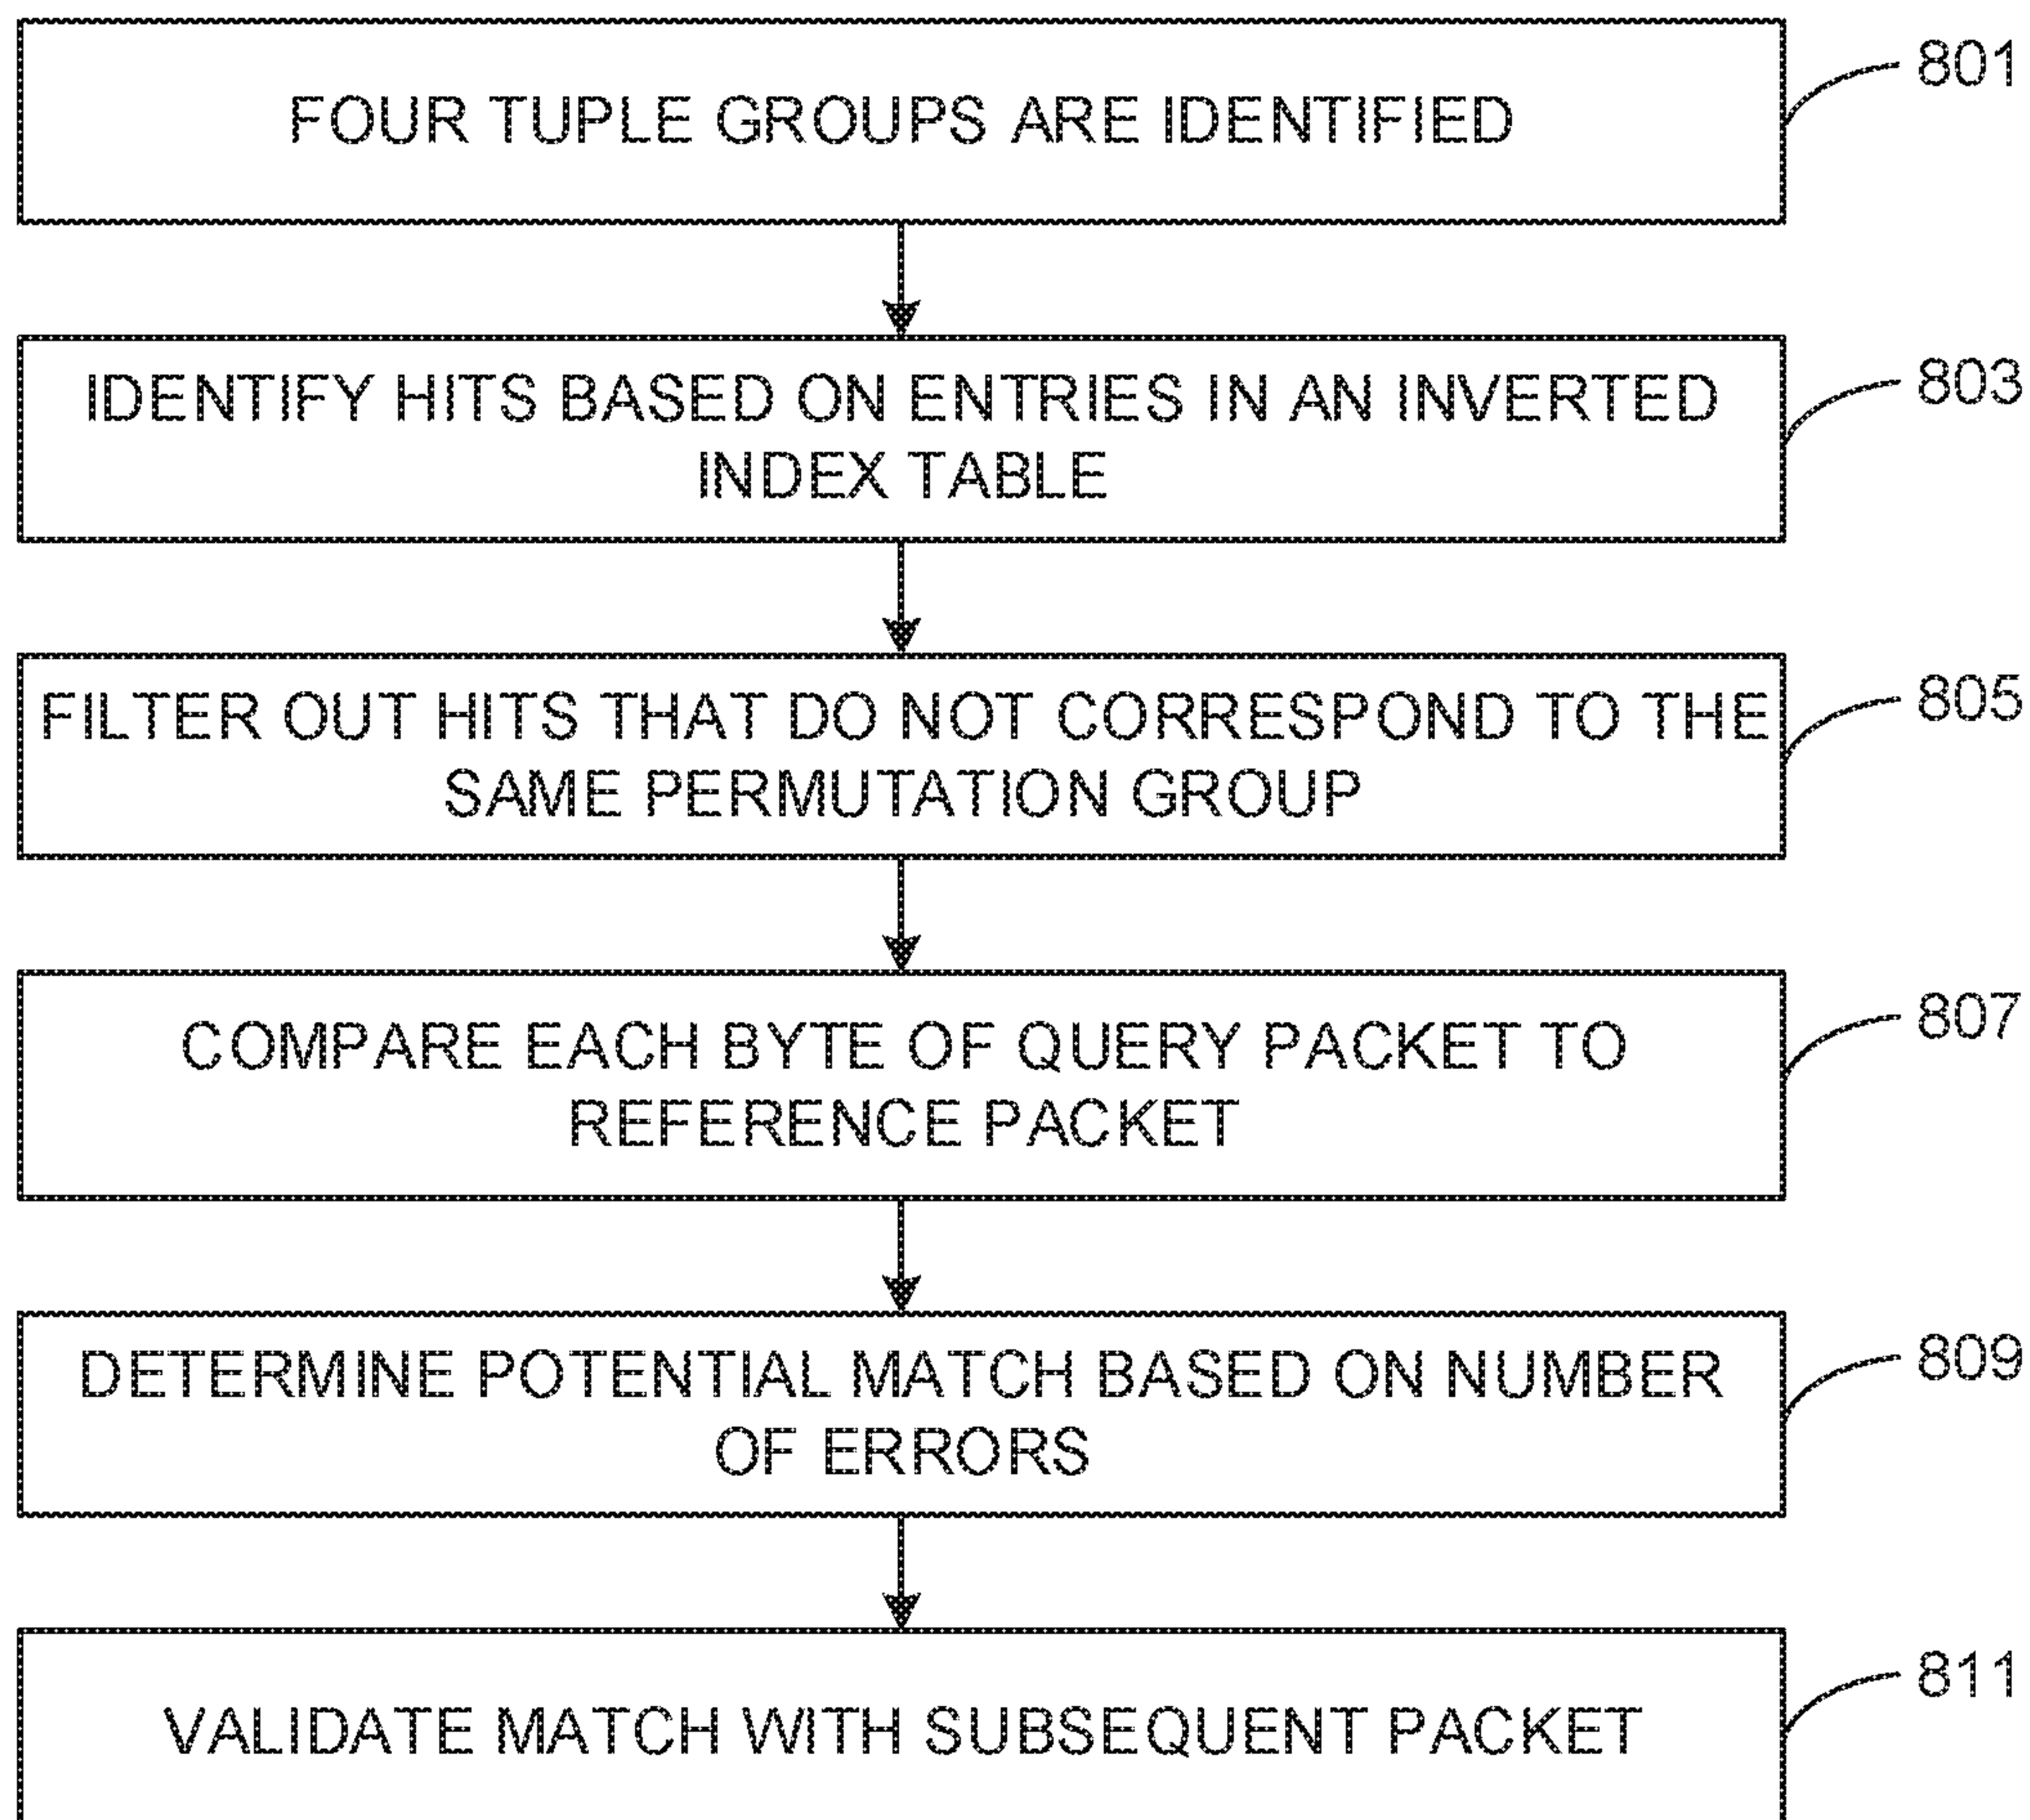 FOUR TUPLE GROUPS ARE IDENTIFIED
801
IDENTIFY HITS BASED ON ENTRIES IN AN INVERTED
INDEX TABLE
803
FILTER OUT HITS THAT DO NOT CORRESPOND TO THE
SAME PERMUTATION GROUP
805
COMPARE EACH BYTE OF QUERY PACKET TO
REFERENCE PACKET
807
DETERMINE POTENTIAL MATCH BASED ON NUMBER
OF ERRORS
809
VALIDATE MATCH WITH SUBSEQUENT PACKET
811